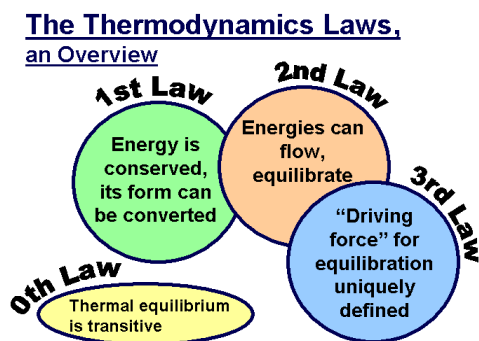 The Thermodynamics Laws,
an Overview
1st Law
Energy is
conserved,
its form can
be converted
2nd Law
Energies can
flow,
equilibrate
3rd Law
“Driving
force” for
equilibration
uniquely
defined
0th Law
Thermal equilibrium
is transitive